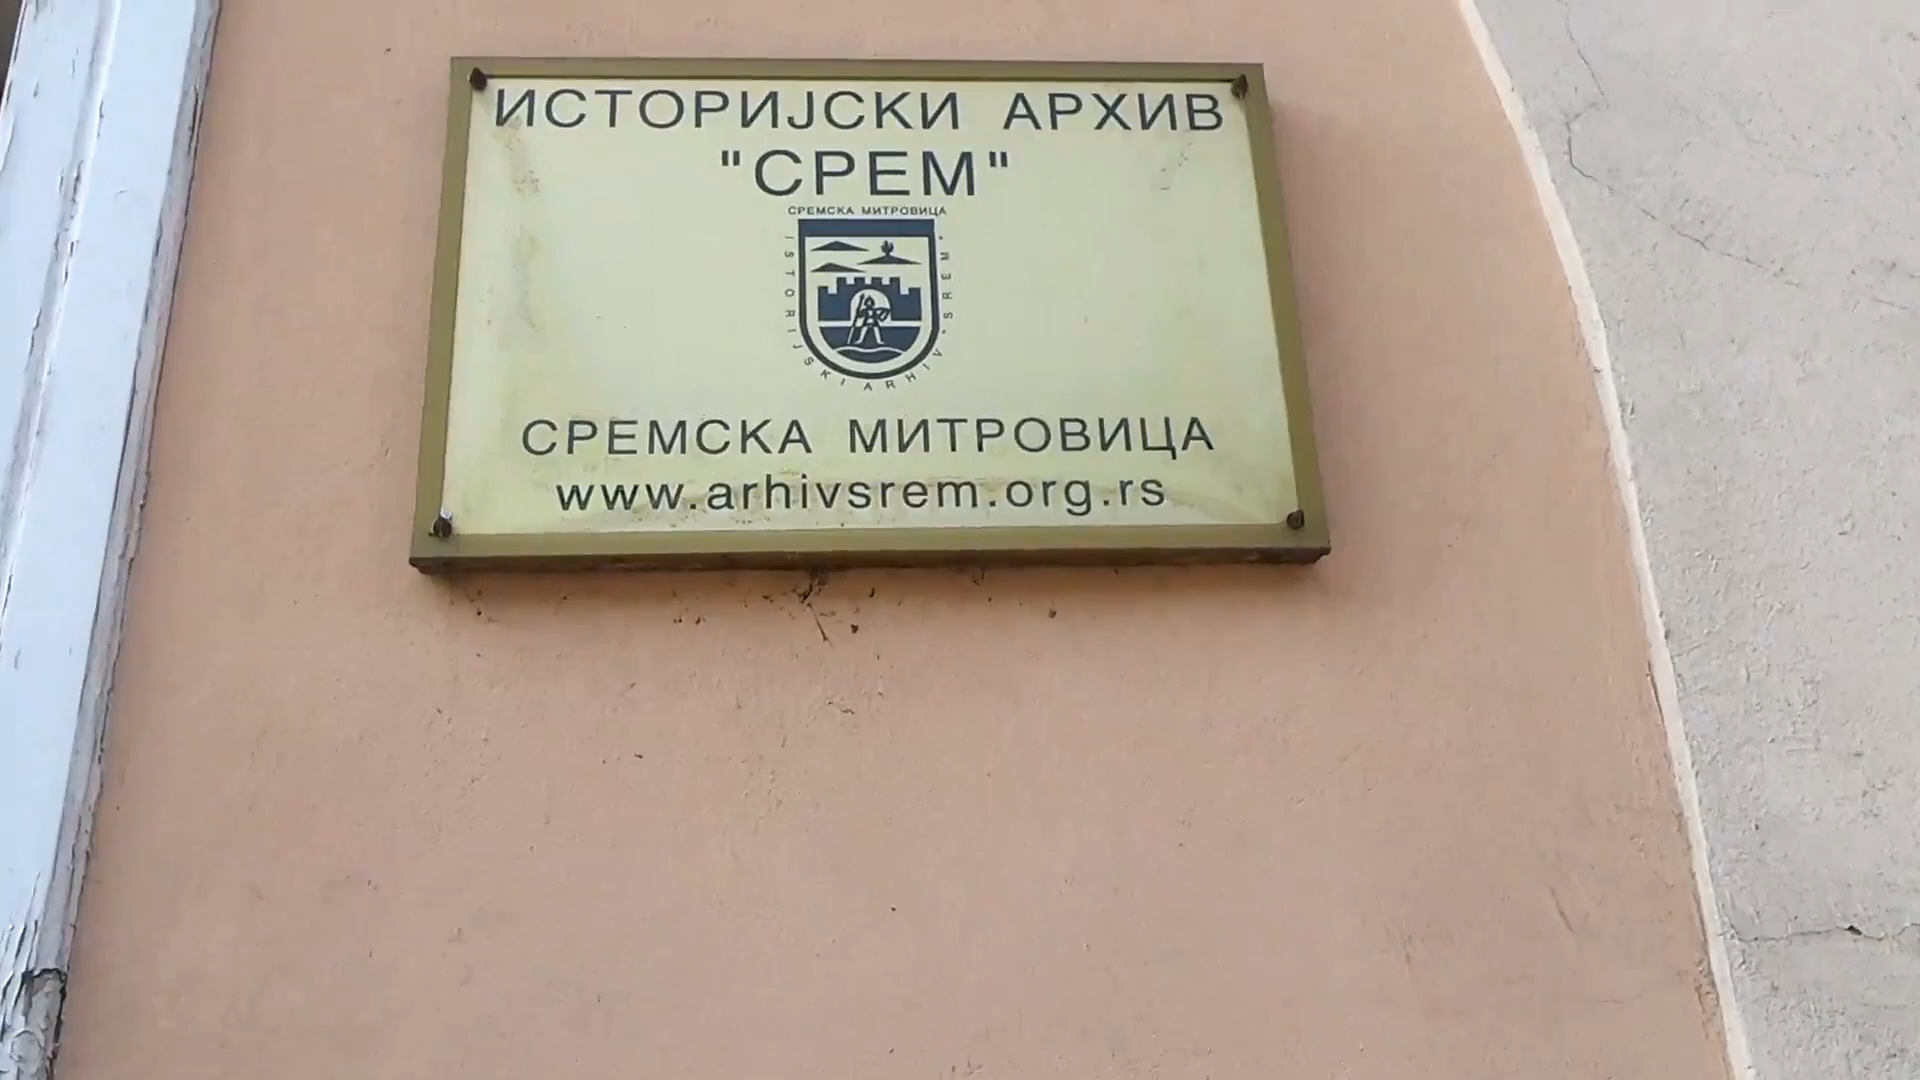 ИСТОРИЈСКИ АРХИВ
"СРЕМ"
СРЕМСКА МИТРОВИЦА
ISTORIJSKI ARHIV "SREM"
СРЕМСКА МИТРОВИЦА
www.arhivsrem.org.rs